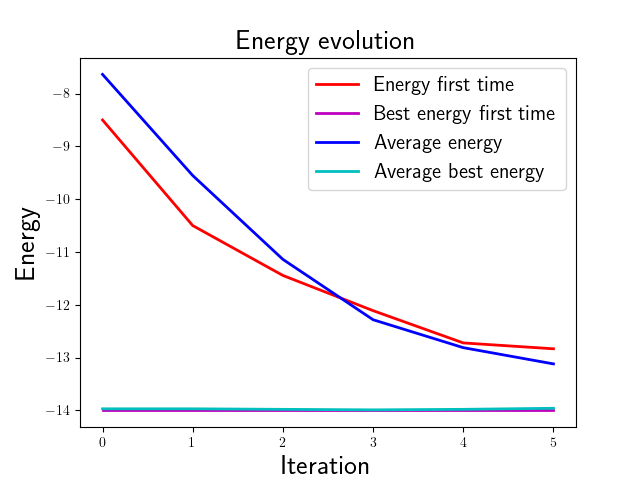 Energy evolution
Energy first time
Best energy first time
Average energy
Average best energy
Energy
−8
−9
−10
−11
−12
−13
−14
0 1 2 3 4 5
Iteration